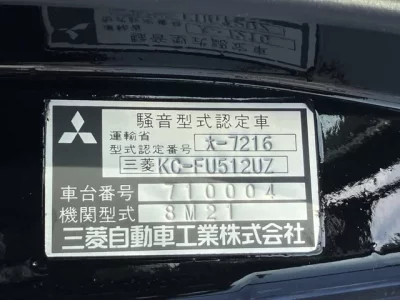 騒音型式認定車
運輸省
型式認定番号 大-7216
三菱 KC-FU512UZ
車台番号 710004
機関型式 8M21
三菱自動車工業株式会社